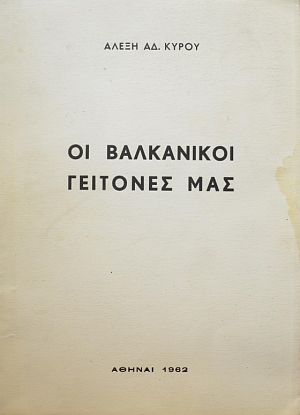 ΑΛΕΞΗ ΑΔ. ΚΥΡΟΥ
ΟΙ ΒΑΛΚΑΝΙΚΟΙ
ΓΕΙΤΟΝΕΣ ΜΑΣ
ΑΘΗΝΑΙ 1962